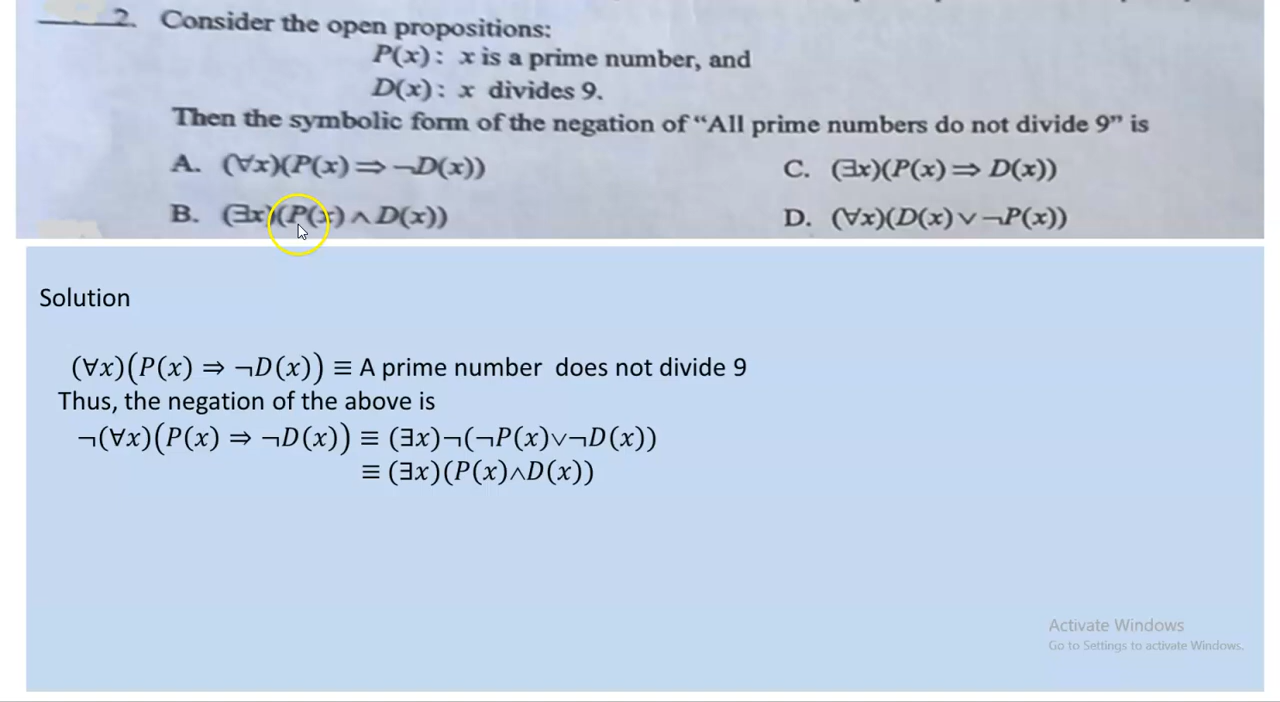 2. Consider the open propositions:
P(x): x is a prime number, and
D(x): x divides 9.
Then the symbolic form of the negation of “All prime numbers do not divide 9” is
A. (∀x)(P(x) ⟹ ¬D(x))
C. (∃x)(P(x) ⟹ D(x))
B. (∃x)(P(x) ∧ D(x))
D. (∀x)(D(x) ∨ ¬P(x))
Solution
(∀x)(P(x) ⇒ ¬D(x)) ≡ A prime number does not divide 9
Thus, the negation of the above is
¬(∀x)(P(x) ⇒ ¬D(x)) ≡ (∃x)¬(¬P(x)∨¬D(x))
≡ (∃x)(P(x)∧D(x))
Activate Windows
Go to Settings to activate Windows.